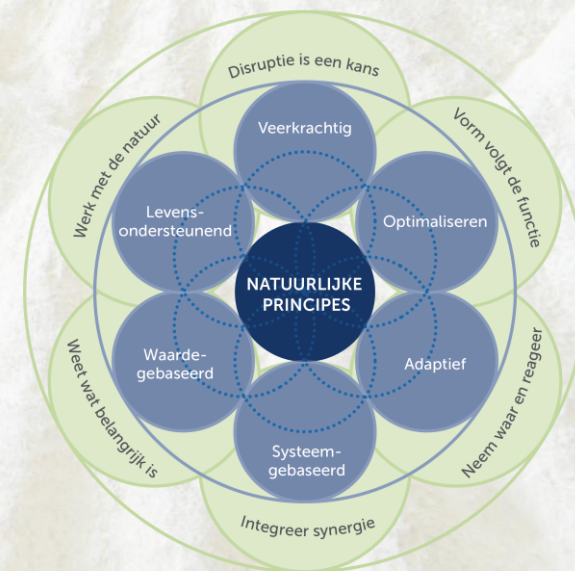 Disruptie is een kans
Veerkrachtig
Vorm volgt de functie
Optimaliseren
Neem waar en reageer
Adaptief
Integreer synergie
Systeem-
gebaseerd
Weet wat belangrijk is
Waarde-
gebaseerd
Werk met de natuur
Levens-
ondersteunend
NATUURLIJKE
PRINCIPES